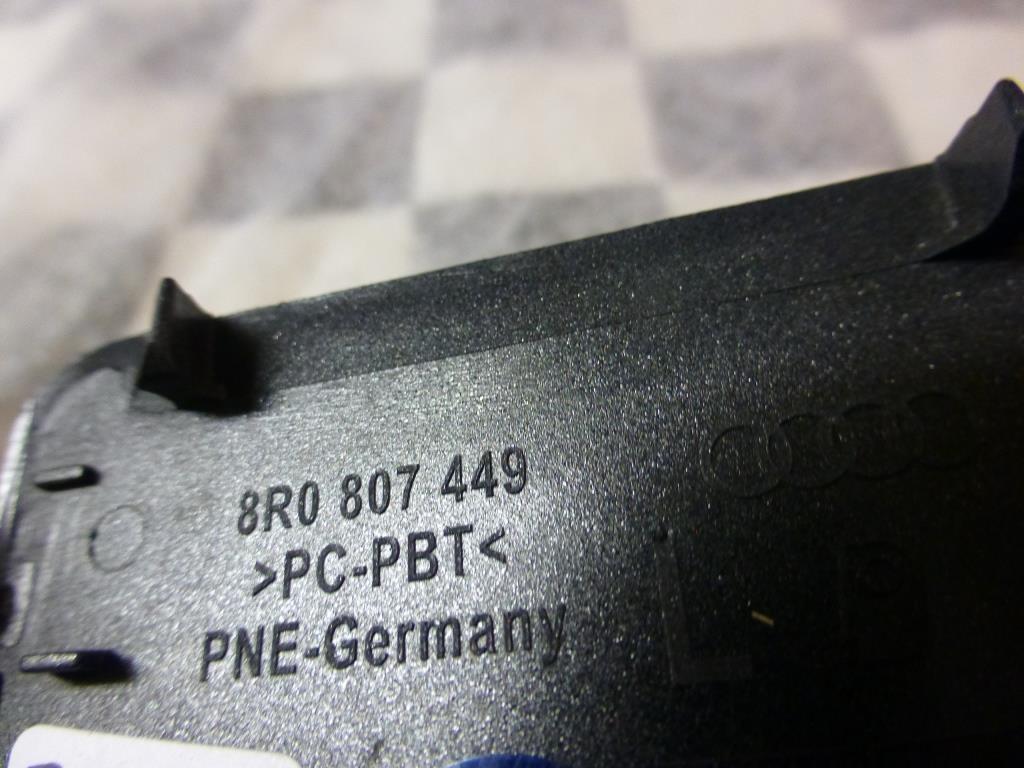 8R0 807 449
>PC-PBT<
PNE-Germany
L